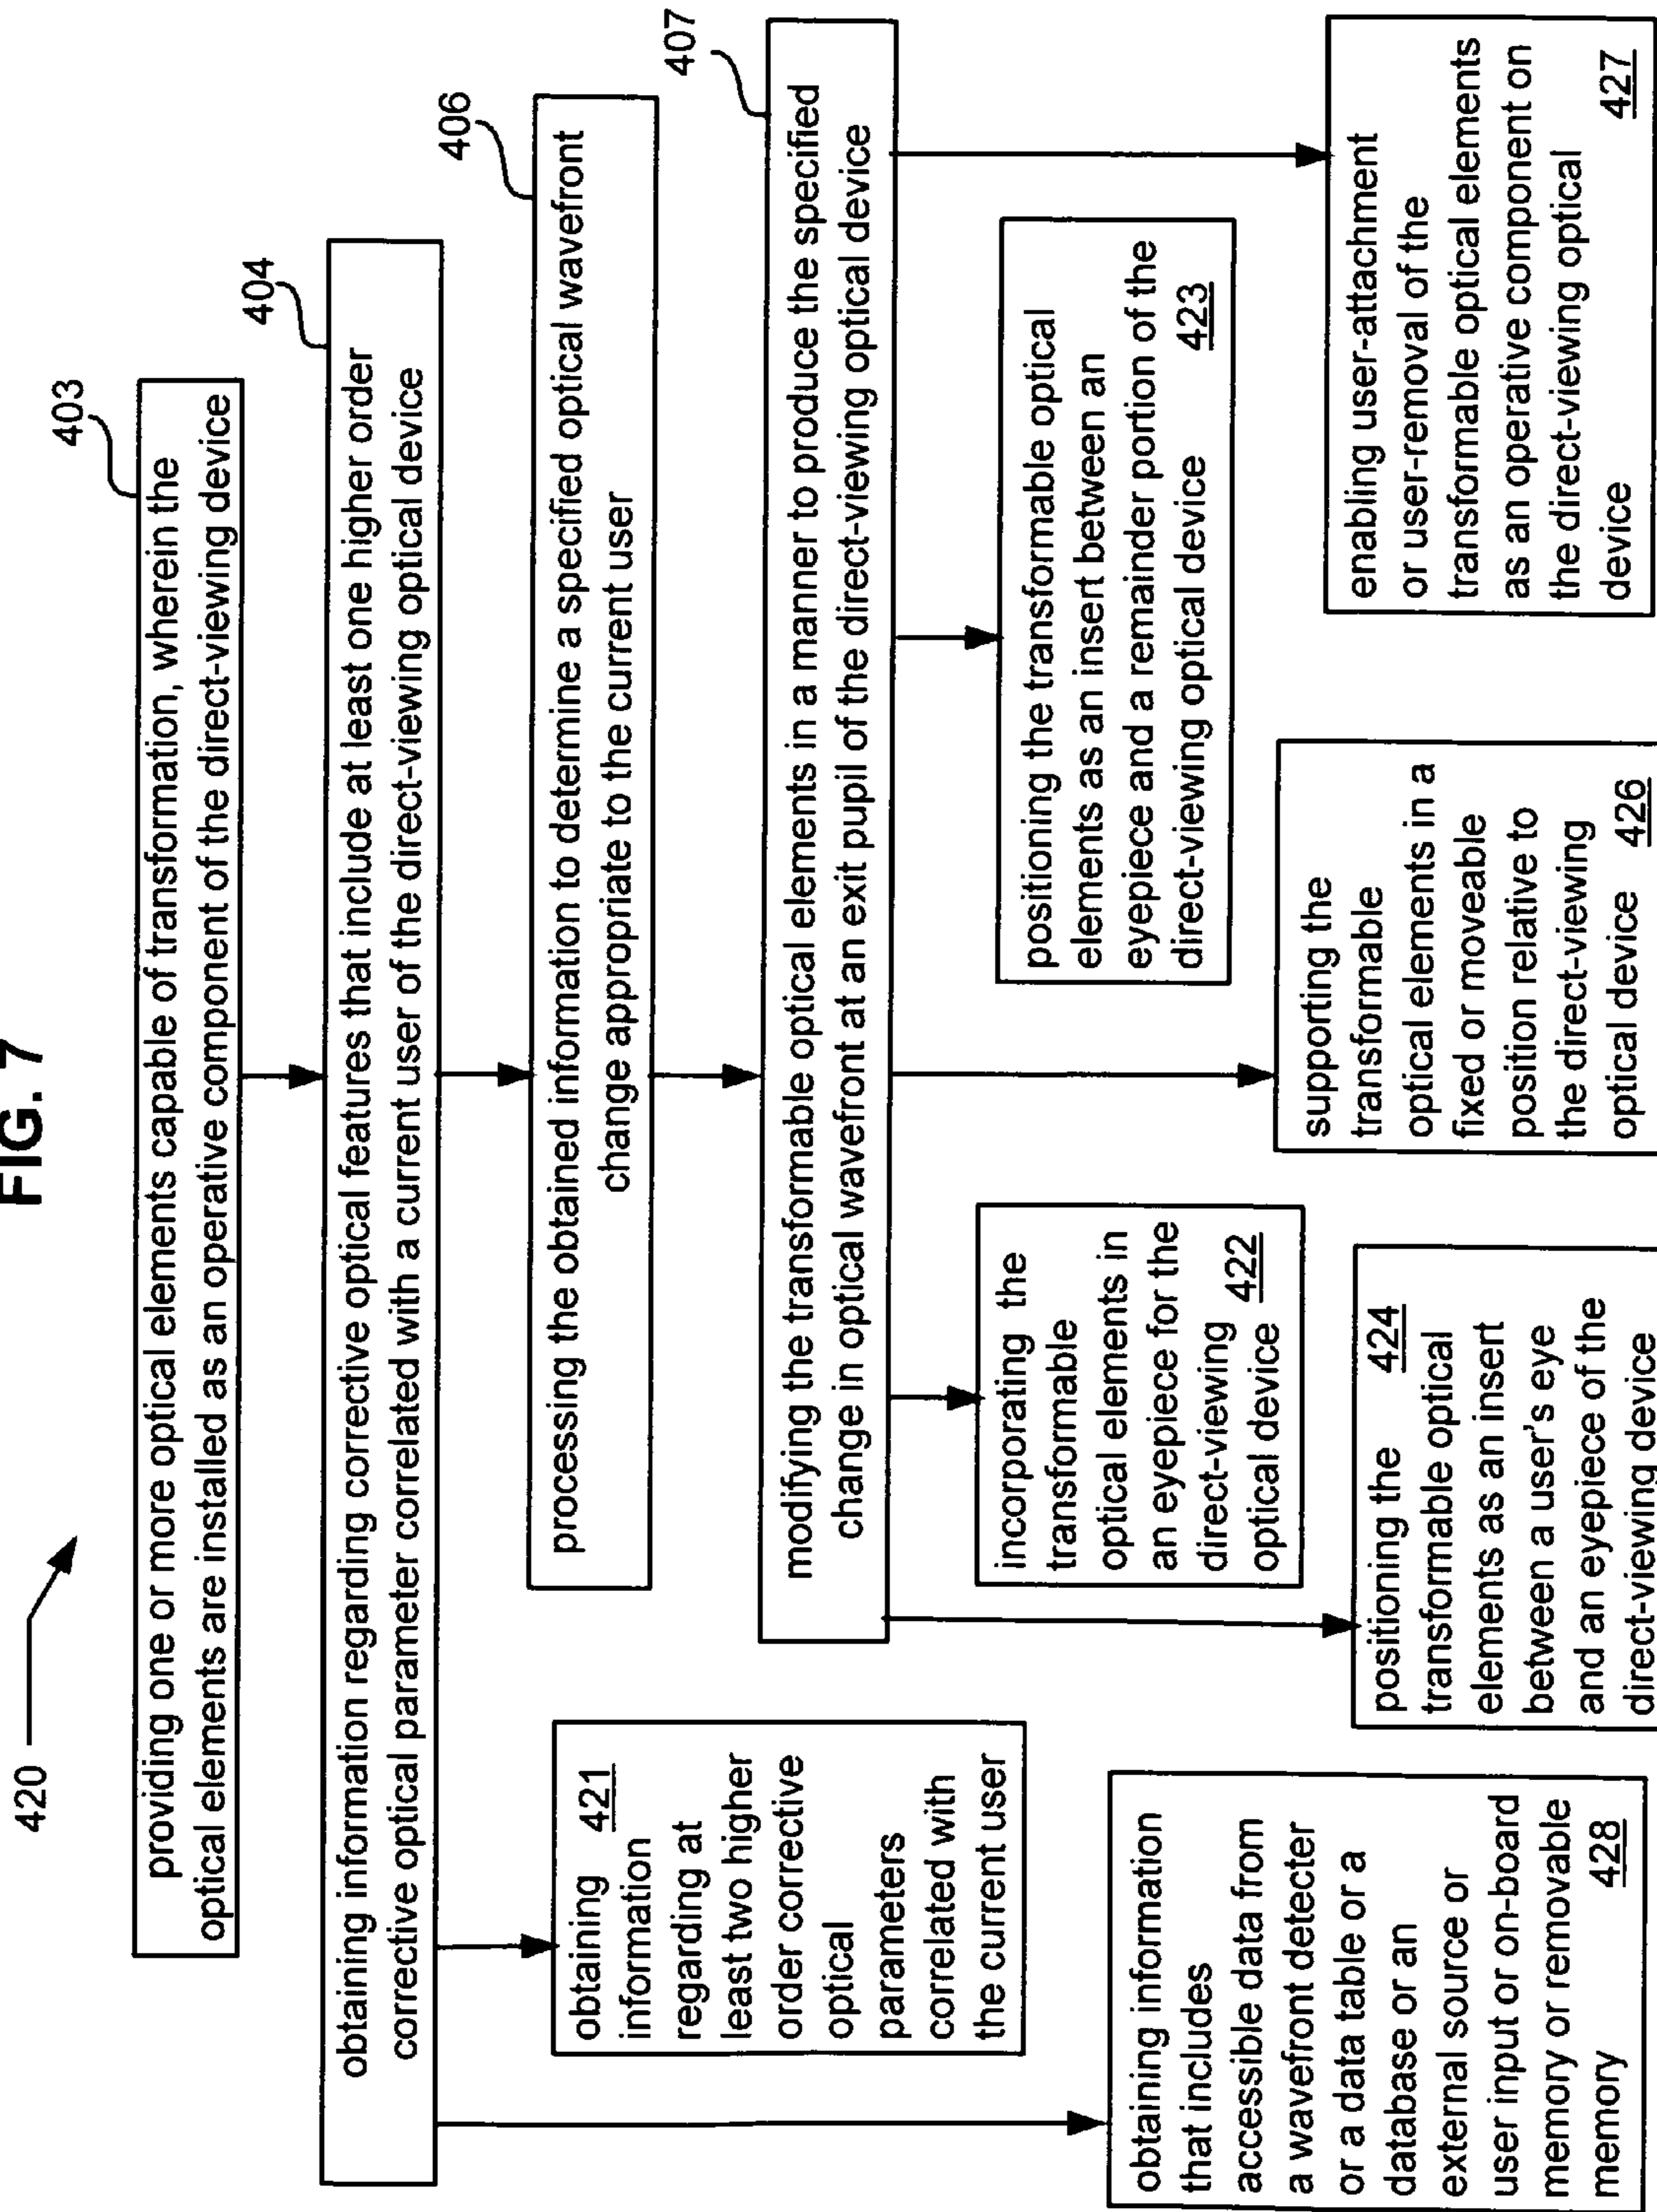 FIG. 7
420
403
providing one or more optical elements capable of transformation, wherein the
optical elements are installed as an operative component of the direct-viewing device
404
obtaining information regarding corrective optical features that include at least one higher order
corrective optical parameter correlated with a current user of the direct-viewing optical device
406
processing the obtained information to determine a specified optical wavefront
change appropriate to the current user
407
modifying the transformable optical elements in a manner to produce the specified
change in optical wavefront at an exit pupil of the direct-viewing optical device
obtaining 421
information
regarding at
least two higher
order corrective
optical
parameters
correlated with
the current user
incorporating the
transformable
optical elements in
an eyepiece for the
direct-viewing
optical device 422
positioning the transformable optical
elements as an insert between an
eyepiece and a remainder portion of the
direct-viewing optical device 423
obtaining information
that includes
accessible data from
a wavefront detecter
or a data table or a
database or an
external source or
user input or on-board
memory or removable
memory 428
positioning the 424
transformable optical
elements as an insert
between a user's eye
and an eyepiece of the
direct-viewing device
supporting the
transformable
optical elements in a
fixed or moveable
position relative to
the direct-viewing
optical device 426
enabling user-attachment
or user-removal of the
transformable optical elements
as an operative component on
the direct-viewing optical
device 427